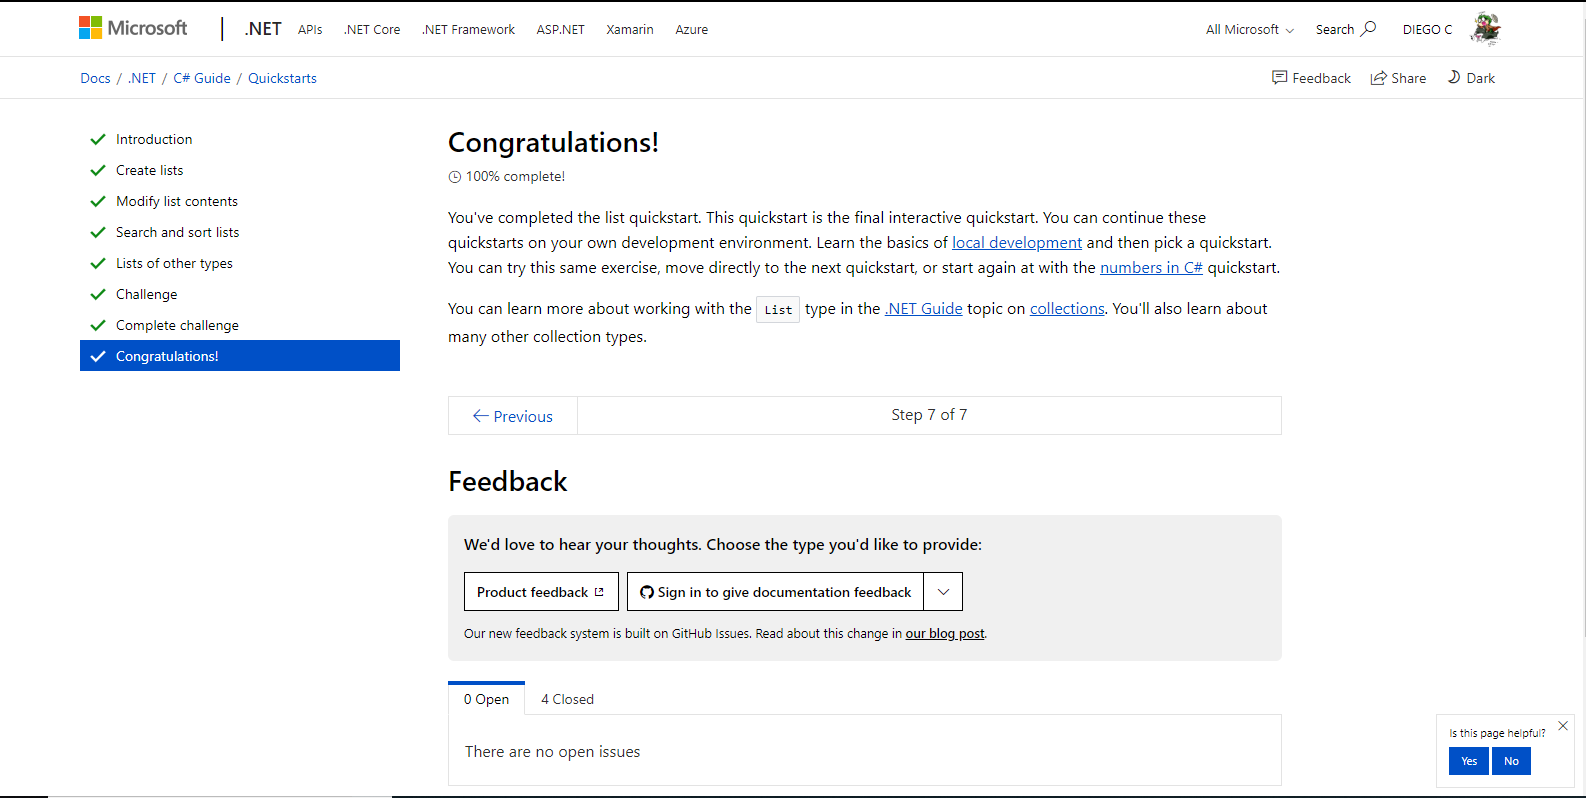 Microsoft .NET APIs .NET Core .NET Framework ASP.NET Xamarin Azure All Microsoft Search DIEGO C
Docs / .NET / C# Guide / Quickstarts Feedback Share Dark
Introduction
Create lists
Modify list contents
Search and sort lists
Lists of other types
Challenge
Complete challenge
Congratulations!
Congratulations!
100% complete!
You've completed the list quickstart. This quickstart is the final interactive quickstart. You can continue these
quickstarts on your own development environment. Learn the basics of local development and then pick a quickstart.
You can try this same exercise, move directly to the next quickstart, or start again at with the numbers in C# quickstart.
You can learn more about working with the List type in the .NET Guide topic on collections. You'll also learn about
many other collection types.
Previous Step 7 of 7
Feedback
We'd love to hear your thoughts. Choose the type you'd like to provide:
Product feedback Sign in to give documentation feedback
Our new feedback system is built on GitHub Issues. Read about this change in our blog post.
0 Open 4 Closed
There are no open issues
Is this page helpful?
Yes No